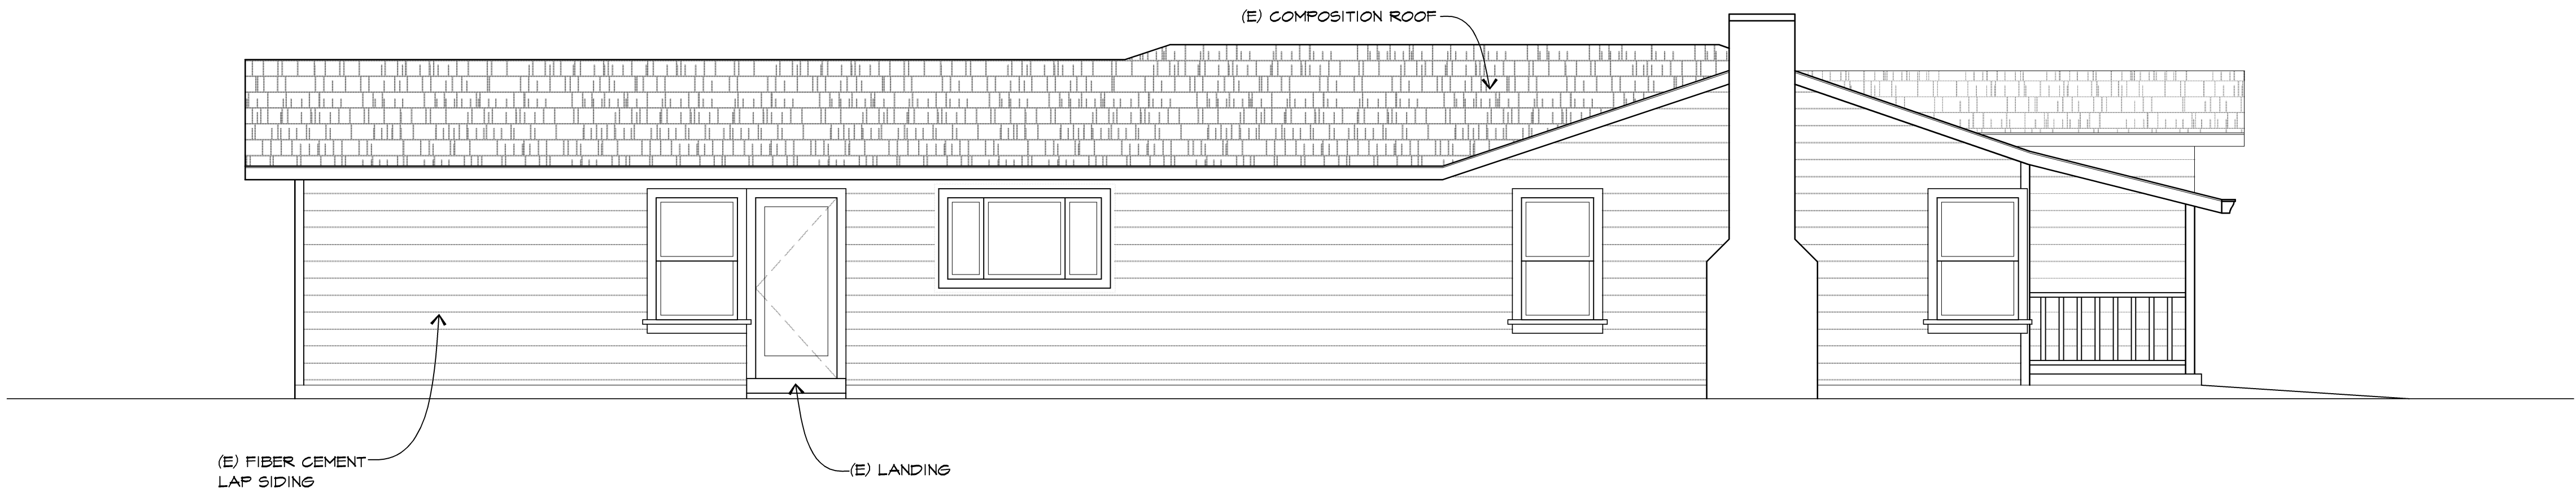 (E) COMPOSITION ROOF
(E) FIBER CEMENT
LAP SIDING
(E) LANDING